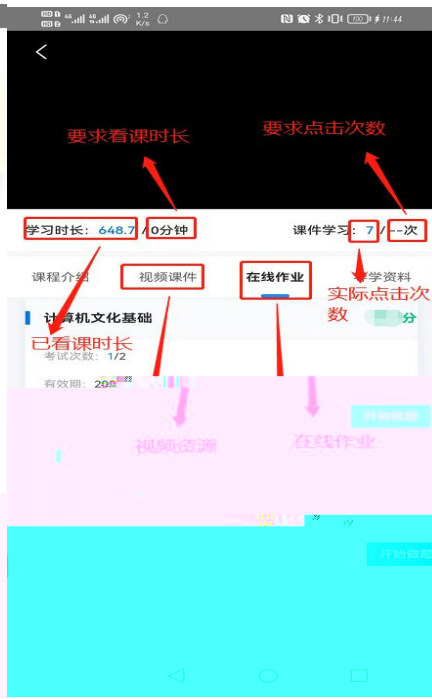 1.2 K/s
100 11:44
要求看课时长
要求点击次数
学习时长：648.7 /0分钟
课件学习：7 /--次
课程介绍
视频课件
在线作业
学资料
实际点击次数
计算机文化基础
分
已看课时长
考试次数：1/2
有效期：
开始做题
视频资源
在线作业
开始做题